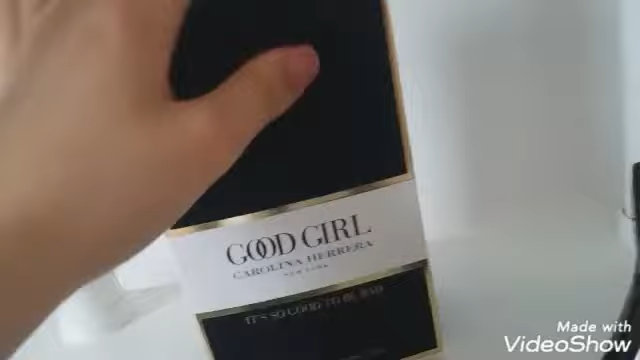 GOOD GIRL
CAROLINA HERRERA
NEW YORK
IT'S SO GOOD TO BE BAD
Made with
VideoShow